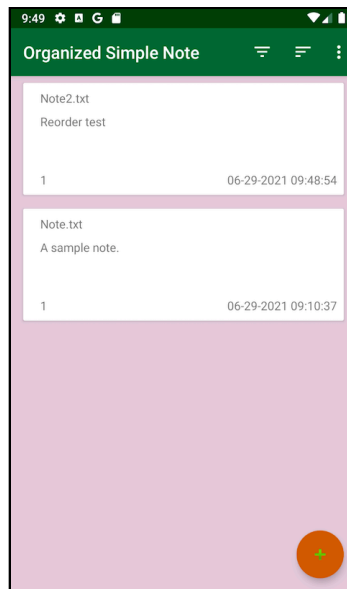 9:49
Organized Simple Note
Note2.txt
Reorder test
1 06-29-2021 09:48:54
Note.txt
A sample note.
1 06-29-2021 09:10:37